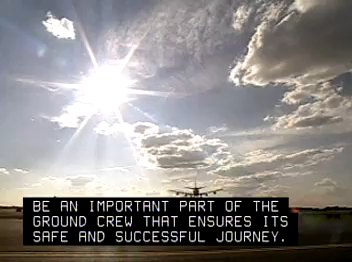 BE AN IMPORTANT PART OF THE
GROUND CREW THAT ENSURES ITS
SAFE AND SUCCESSFUL JOURNEY.